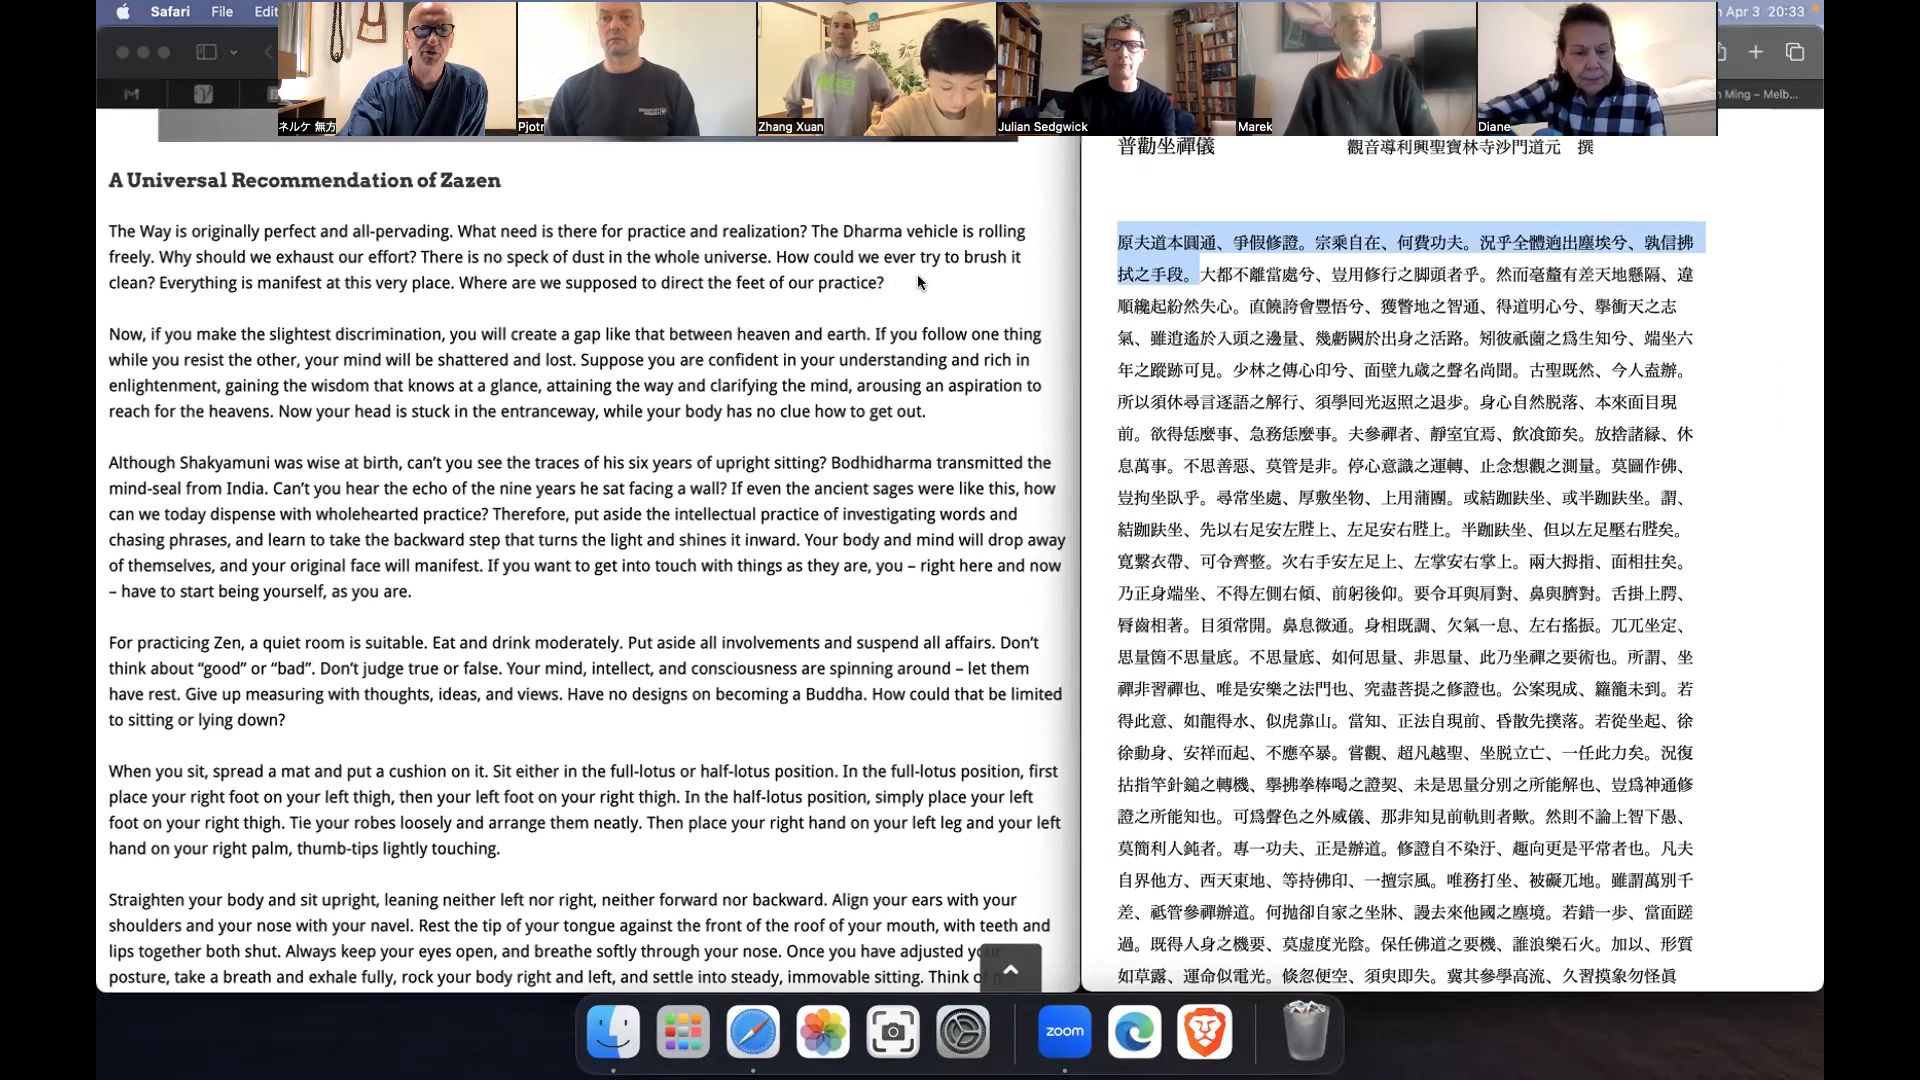 Safari File Edit
Apr 3 20:33
ネルケ 無方
Pjotr
Zhang Xuan
Julian Sedgwick
Marek
Diane
Ming – Melb...
A Universal Recommendation of Zazen
The Way is originally perfect and all-pervading. What need is there for practice and realization? The Dharma vehicle is rolling
freely. Why should we exhaust our effort? There is no speck of dust in the whole universe. How could we ever try to brush it
clean? Everything is manifest at this very place. Where are we supposed to direct the feet of our practice?
Now, if you make the slightest discrimination, you will create a gap like that between heaven and earth. If you follow one thing
while you resist the other, your mind will be shattered and lost. Suppose you are confident in your understanding and rich in
enlightenment, gaining the wisdom that knows at a glance, attaining the way and clarifying the mind, arousing an aspiration to
reach for the heavens. Now your head is stuck in the entranceway, while your body has no clue how to get out.
Although Shakyamuni was wise at birth, can’t you see the traces of his six years of upright sitting? Bodhidharma transmitted the
mind-seal from India. Can’t you hear the echo of the nine years he sat facing a wall? If even the ancient sages were like this, how
can we today dispense with wholehearted practice? Therefore, put aside the intellectual practice of investigating words and
chasing phrases, and learn to take the backward step that turns the light and shines it inward. Your body and mind will drop away
of themselves, and your original face will manifest. If you want to get into touch with things as they are, you – right here and now
– have to start being yourself, as you are.
For practicing Zen, a quiet room is suitable. Eat and drink moderately. Put aside all involvements and suspend all affairs. Don’t
think about “good” or “bad”. Don’t judge true or false. Your mind, intellect, and consciousness are spinning around – let them
have rest. Give up measuring with thoughts, ideas, and views. Have no designs on becoming a Buddha. How could that be limited
to sitting or lying down?
When you sit, spread a mat and put a cushion on it. Sit either in the full-lotus or half-lotus position. In the full-lotus position, first
place your right foot on your left thigh, then your left foot on your right thigh. In the half-lotus position, simply place your left
foot on your right thigh. Tie your robes loosely and arrange them neatly. Then place your right hand on your left leg and your left
hand on your right palm, thumb-tips lightly touching.
Straighten your body and sit upright, leaning neither left nor right, neither forward nor backward. Align your ears with your
shoulders and your nose with your navel. Rest the tip of your tongue against the front of the roof of your mouth, with teeth and
lips together both shut. Always keep your eyes open, and breathe softly through your nose. Once you have adjusted your
posture, take a breath and exhale fully, rock your body right and left, and settle into steady, immovable sitting. Think of
普勸坐禪儀 觀音導利興聖寶林寺沙門道元 撰
原夫道本圓通、爭假修證。宗乘自在、何費功夫。況乎全體逈出塵埃兮、孰信拂
拭之手段。大都不離當處兮、豈用修行之脚頭者乎。然而毫釐有差天地懸隔、違
順纔起紛然失心。直饒誇會豐悟兮、獲瞥地之智通、得道明心兮、擧衝天之志
氣、雖逍遙於入頭之邊量、幾虧闕於出身之活路。矧彼祇薗之爲生知兮、端坐六
年之蹤跡可見。少林之傳心印兮、面壁九歳之聲名尚聞。古聖既然、今人盍辦。
所以須休尋言逐語之解行、須學囘光返照之退歩。身心自然脱落、本來面目現
前。欲得恁麼事、急務恁麼事。夫參禪者、靜室宜焉、飮飡節矣。放捨諸縁、休
息萬事。不思善惡、莫管是非。停心意識之運轉、止念想觀之測量。莫圖作佛、
豈拘坐臥乎。尋常坐處、厚敷坐物、上用蒲團。或結跏趺坐、或半跏趺坐。謂、
結跏趺坐、先以右足安左䏶上、左足安右䏶上。半跏趺坐、但以左足壓右䏶矣。
寛繫衣帶、可令齊整。次右手安左足上、左掌安右掌上。兩大拇指、面相拄矣。
乃正身端坐、不得左側右傾、前躬後仰。要令耳與肩對、鼻與臍對。舌掛上腭、
脣齒相著。目須常開。鼻息微通。身相既調、欠氣一息、左右搖振。兀兀坐定、
思量箇不思量底。不思量底、如何思量、非思量、此乃坐禪之要術也。所謂、坐
禪非習禪也、唯是安樂之法門也、究盡菩提之修證也。公案現成、籮籠未到。若
得此意、如龍得水、似虎靠山。當知、正法自現前、昏散先撲落。若從坐起、徐
徐動身、安祥而起、不應卒暴。嘗觀、超凡越聖、坐脱立亡、一任此力矣。況復
拈指竿針鎚之轉機、擧拂拳棒喝之證契、未是思量分別之所能解也、豈爲神通修
證之所能知也。可爲聲色之外威儀、那非知見前軌則者歟。然則不論上智下愚、
莫簡利人鈍者。專一功夫、正是辦道。修證自不染汙、趣向更是平常者也。凡夫
自界他方、西天東地、等持佛印、一擅宗風。唯務打坐、被礙兀地。雖謂萬別千
差、祇管參禪辦道。何抛卻自家之坐牀、謾去來他國之塵境。若錯一歩、當面蹉
過。既得人身之機要、莫虚度光陰。保任佛道之要機、誰浪樂石火。加以、形質
如草露、運命似電光。倐忽便空、須臾即失。冀其參學高流、久習摸象勿怪眞
zoom